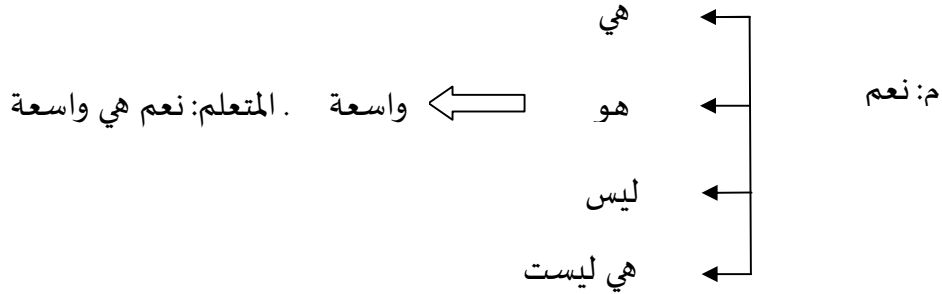 هي
م: نعم
هو واسعة . المتعلم: نعم هي واسعة
ليس
هي ليست